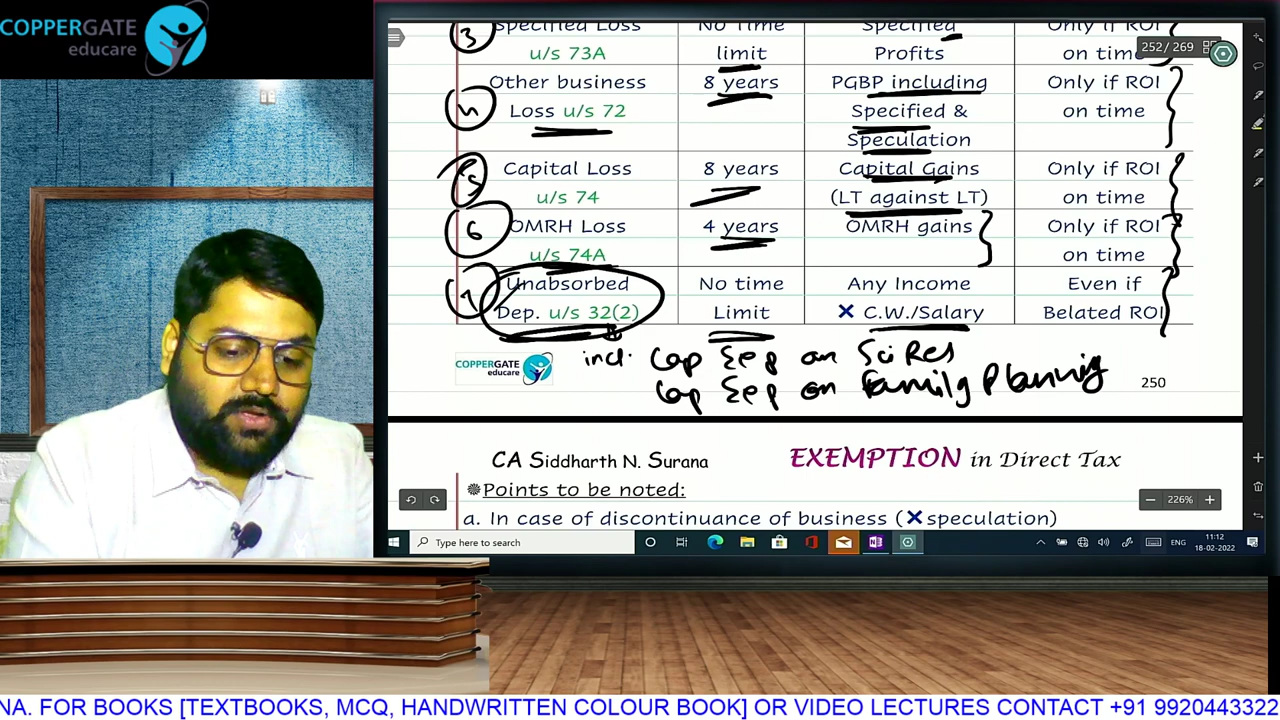 COPPERGATE
educare
Specified Loss No Time Specified Only if ROI
3 u/s 73A limit Profits on time
252/269
Other business 8 years PGBP including Only if ROI
Loss u/s 72 Specified & on time
Speculation
5 Capital Loss 8 years Capital Gains Only if ROI
u/s 74 (LT against LT) on time
6 OMRH Loss 4 years OMRH gains Only if ROI
u/s 74A on time
7 Unabsorbed No time Any Income Even if
Dep. u/s 32(2) Limit × C.W./Salary Belated ROI
incl. Cap Exp on Sci Res
Cap Exp on Family Planning
COPPERGATE
educare
250
CA Siddharth N. Surana EXEMPTION in Direct Tax
Points to be noted:
226%
a. In case of discontinuance of business (×speculation)
Type here to search
ENG
11:12
18-02-2022
NA. FOR BOOKS [TEXTBOOKS, MCQ, HANDWRITTEN COLOUR BOOK] OR VIDEO LECTURES CONTACT +91 9920443322